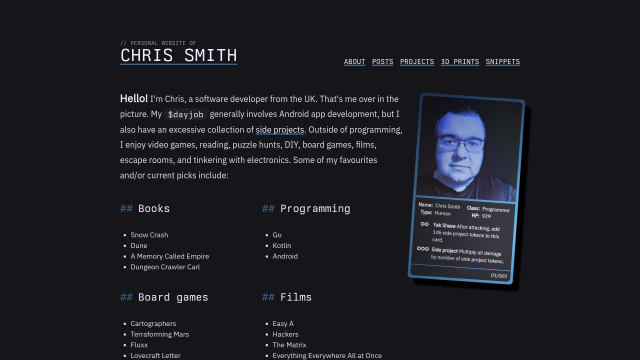 // PERSONAL WEBSITE OF
CHRIS SMITH
ABOUT POSTS PROJECTS 3D PRINTS SNIPPETS
Hello! I'm Chris, a software developer from the UK. That's me over in the
picture. My $dayjob generally involves Android app development, but I
also have an excessive collection of side projects. Outside of programming,
I enjoy video games, reading, puzzle hunts, DIY, board games, films,
escape rooms, and tinkering with electronics. Some of my favourites
and/or current picks include:
Name: Chris Smith Class: Programmer
Type: Human HP: 929
Yak Shave After attacking, add
1d6 side project tokens to this
card.
Side project Multiply all damage
by number of side project tokens.
01/001
## Books
Snow Crash
Dune
A Memory Called Empire
Dungeon Crawler Carl
## Programming
Go
Kotlin
Android
## Board games
Cartographers
Terraforming Mars
Fluxx
Lovecraft Letter
## Films
Easy A
Hackers
The Matrix
Everything Everywhere All at Once